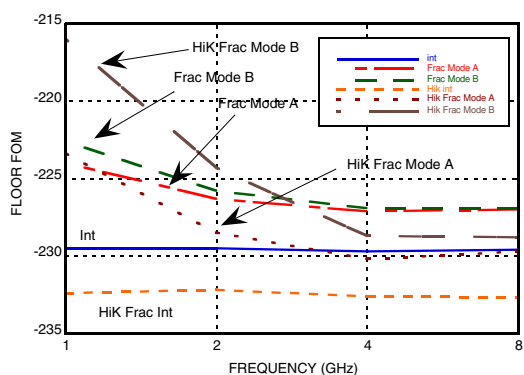 -215
-220
-225
-230
-235
FLOOR FOM
HiK Frac Mode B
Frac Mode B
Frac Mode A
HiK Frac Mode A
Int
HiK Frac Int
int
Frac Mode A
Frac Mode B
Hik int
Hik Frac Mode A
Hik Frac Mode B
1 2 4 8
FREQUENCY (GHz)